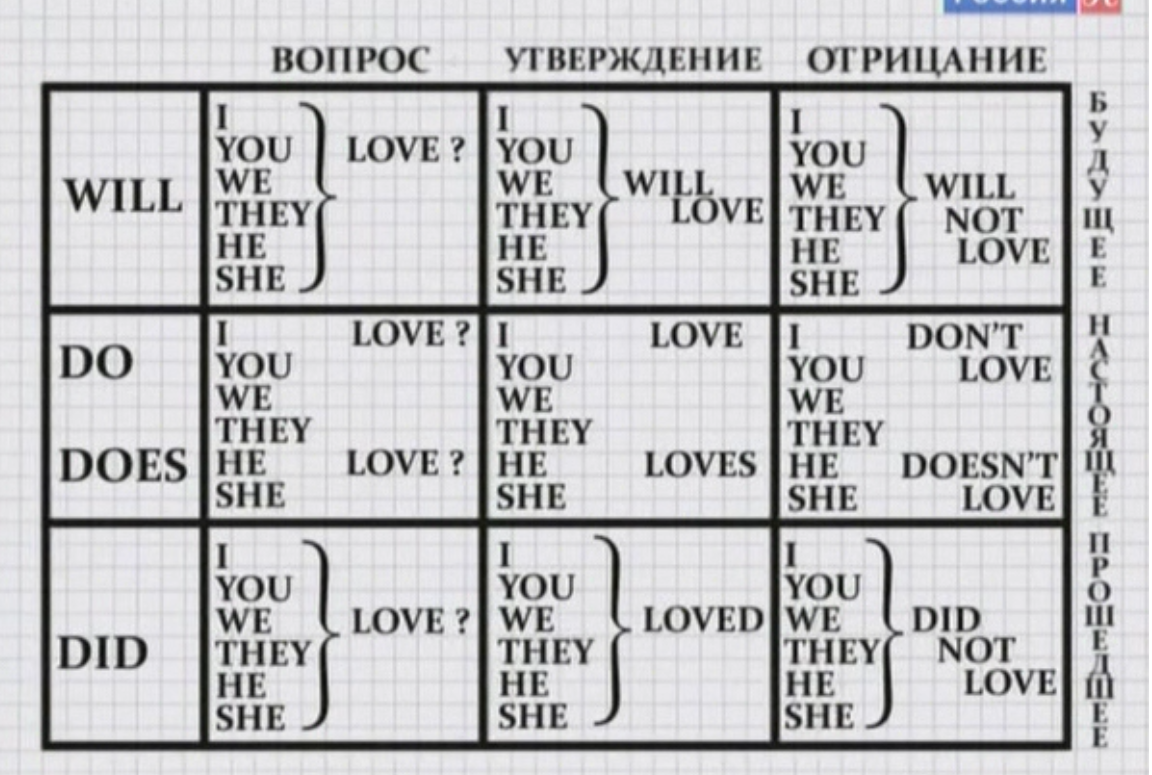 ВОПРОС УТВЕРЖДЕНИЕ ОТРИЦАНИЕ
WILL
I
YOU LOVE ?
WE
THEY
HE
SHE
I
YOU
WE WILL
THEY LOVE
HE
SHE
I
YOU
WE WILL
THEY NOT
HE LOVE
SHE
БУДУЩЕЕ
DO
DOES
I LOVE ?
YOU
WE
THEY
HE LOVE ?
SHE
I LOVE
YOU
WE
THEY
HE LOVES
SHE
I DON'T
YOU LOVE
WE
THEY
HE DOESN'T
SHE LOVE
НАСТОЯЩЕЕ
DID
I
YOU
WE LOVE ?
THEY
HE
SHE
I
YOU
WE LOVED
THEY
HE
SHE
I
YOU
WE DID
THEY NOT
HE LOVE
SHE
ПРОШЕДШЕЕ